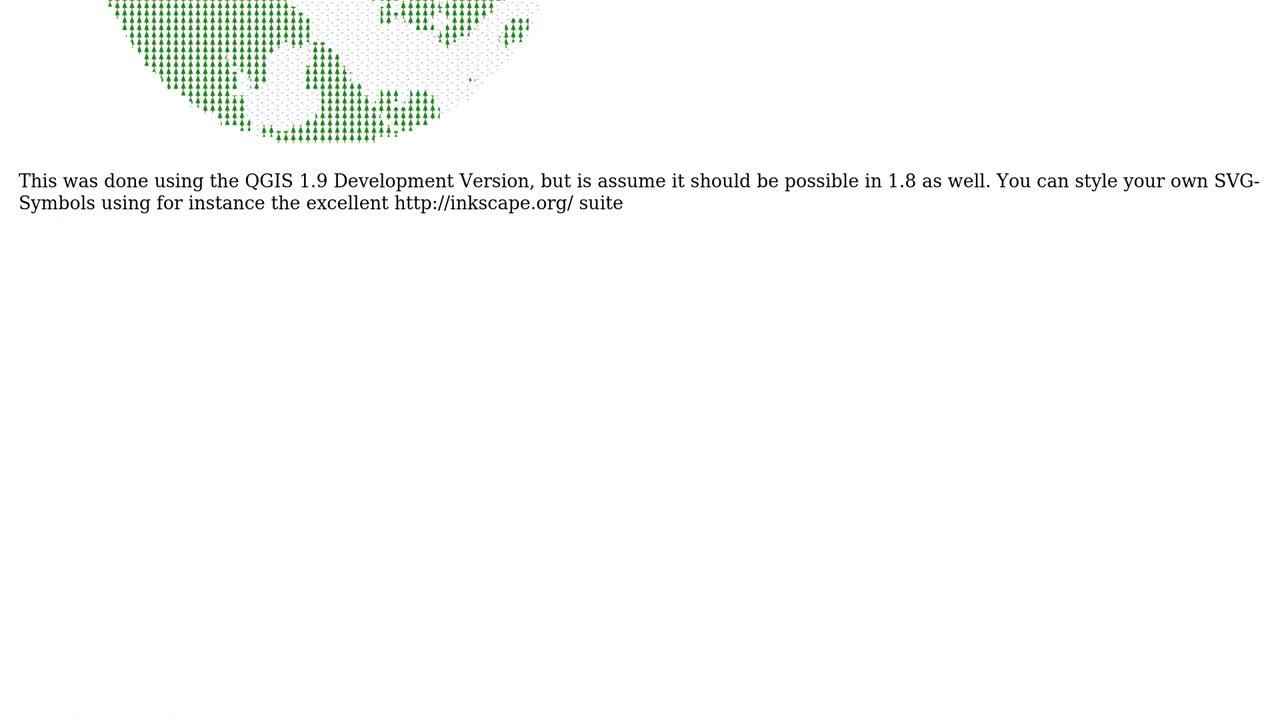 This was done using the QGIS 1.9 Development Version, but is assume it should be possible in 1.8 as well. You can style your own SVG-
Symbols using for instance the excellent http://inkscape.org/ suite